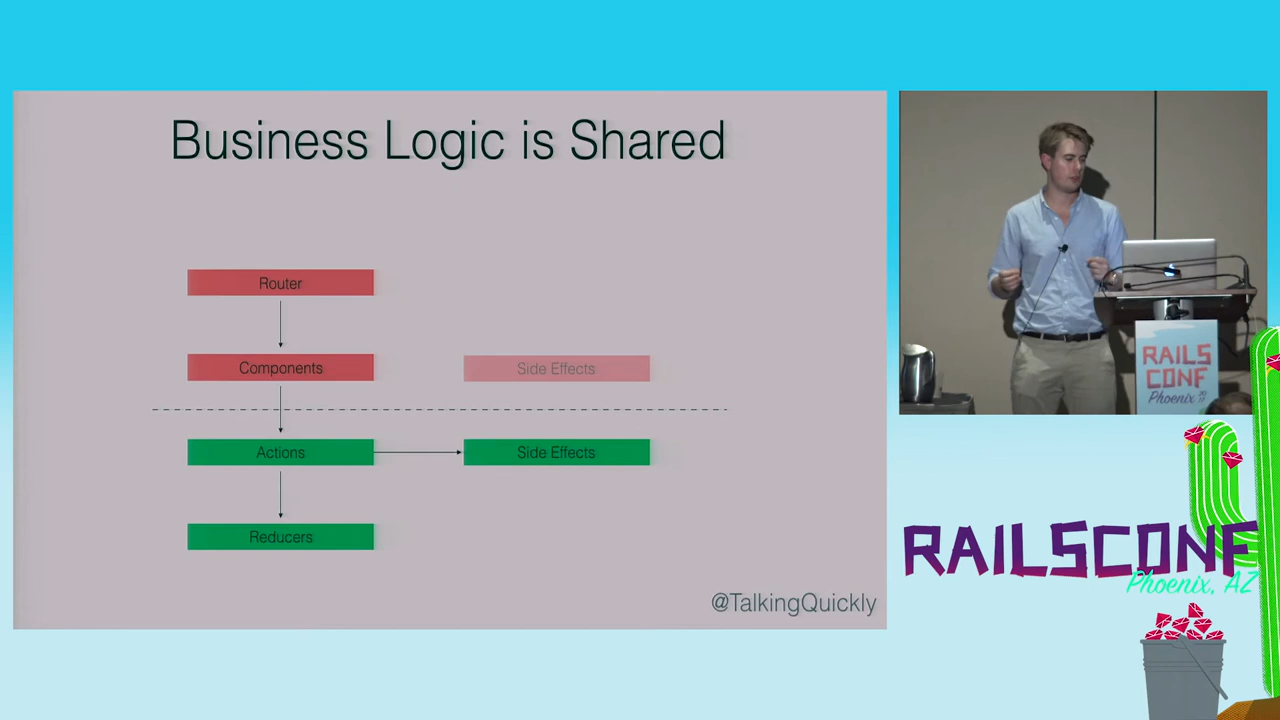 Business Logic is Shared
Router
Components
Side Effects
Actions
Side Effects
Reducers
@TalkingQuickly
RAILS
CONF
Phoenix 2017
RAILSCONF
Phoenix, AZ